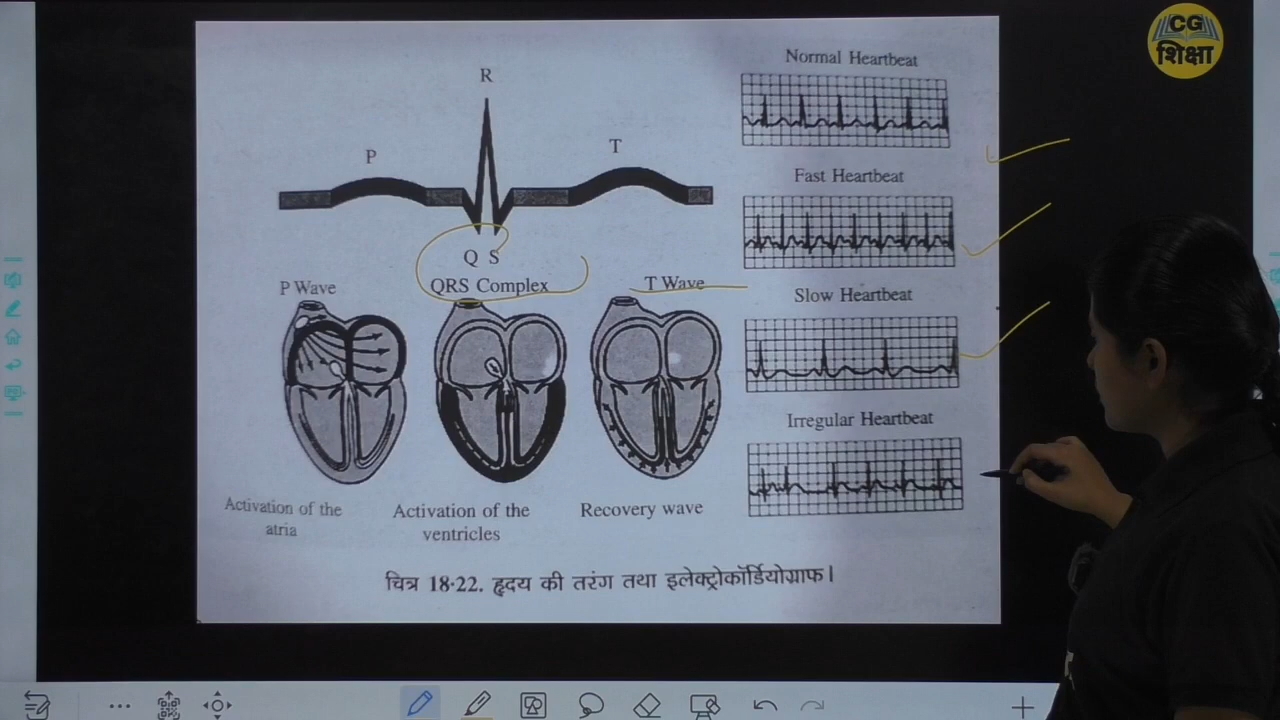 CG
शिक्षा
R
P
T
Q S
P Wave
QRS Complex
T Wave
Activation of the
atria
Activation of the
ventricles
Recovery wave
Normal Heartbeat
Fast Heartbeat
Slow Heartbeat
Irregular Heartbeat
चित्र 18·22. हृदय की तरंग तथा इलेक्ट्रोकॉर्डियोग्राफ।